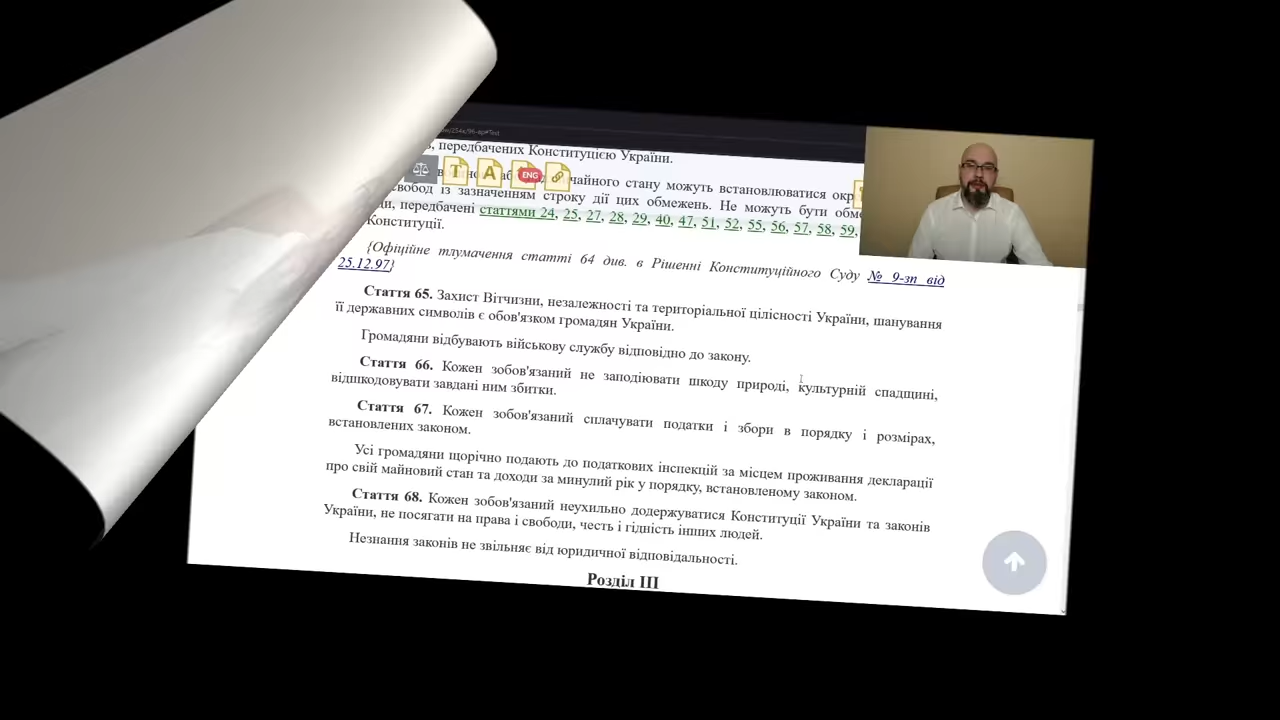 передбачених Конституцією України.
T A ENG
чайного стану можуть встановлюватися
свобод із зазначенням строку дії цих обмежень. Не можуть бути
передбачені статтями 24, 25, 27, 28, 29, 40, 47, 51, 52, 55, 56, 57, 58, 59,
Конституції.
{Офіційне тлумачення статті 64 див. в Рішенні Конституційного Суду № 9-зп від
25.12.97}
Стаття 65. Захист Вітчизни, незалежності та територіальної цілісності України, шанування
її державних символів є обов'язком громадян України.
Громадяни відбувають військову службу відповідно до закону.
Стаття 66. Кожен зобов'язаний не заподіювати шкоду природі, культурній спадщині,
відшкодовувати завдані ним збитки.
Стаття 67. Кожен зобов'язаний сплачувати податки і збори в порядку і розмірах,
встановлених законом.
Усі громадяни щорічно подають до податкових інспекцій за місцем проживання декларації
про свій майновий стан та доходи за минулий рік у порядку, встановленому законом.
Стаття 68. Кожен зобов'язаний неухильно додержуватися Конституції України та законів
України, не посягати на права і свободи, честь і гідність інших людей.
Незнання законів не звільняє від юридичної відповідальності.
Розділ III